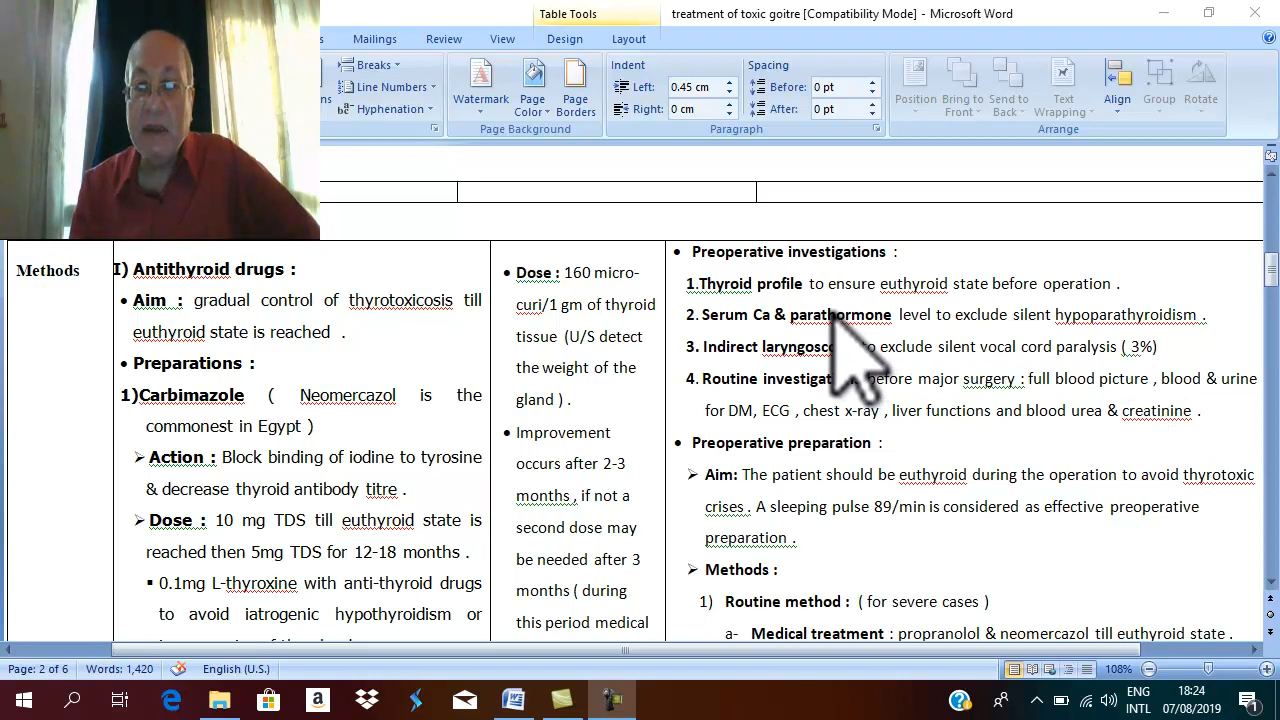 Table Tools
treatment of toxic goitre [Compatibility Mode] - Microsoft Word
Mailings
Review
View
Design
Layout
Breaks
Line Numbers
Hyphenation
Watermark
Page Color
Page Borders
Page Background
Indent
Left: 0.45 cm
Right: 0 cm
Spacing
Before: 0 pt
After: 0 pt
Paragraph
Position
Bring to Front
Send to Back
Text Wrapping
Align
Group
Rotate
Arrange
Methods
I) Antithyroid drugs :
• Aim : gradual control of thyrotoxicosis till
euthyroid state is reached .
• Preparations :
1)Carbimazole ( Neomercazol is the
commonest in Egypt )
➢ Action : Block binding of iodine to tyrosine
& decrease thyroid antibody titre .
➢ Dose : 10 mg TDS till euthyroid state is
reached then 5mg TDS for 12-18 months .
▪ 0.1mg L-thyroxine with anti-thyroid drugs
to avoid iatrogenic hypothyroidism or
• Dose : 160 micro-
curi/1 gm of thyroid
tissue (U/S detect
the weight of the
gland ) .
• Improvement
occurs after 2-3
months , if not a
second dose may
be needed after 3
months ( during
this period medical
• Preoperative investigations :
1.Thyroid profile to ensure euthyroid state before operation .
2. Serum Ca & parathormone level to exclude silent hypoparathyroidism .
3. Indirect laryngosco to exclude silent vocal cord paralysis ( 3%)
4. Routine investigat before major surgery : full blood picture , blood & urine
for DM, ECG , chest x-ray , liver functions and blood urea & creatinine .
• Preoperative preparation :
➢ Aim: The patient should be euthyroid during the operation to avoid thyrotoxic
crises . A sleeping pulse 89/min is considered as effective preoperative
preparation .
➢ Methods :
1) Routine method : ( for severe cases )
a- Medical treatment : propranolol & neomercazol till euthyroid state .
Page: 2 of 6
Words: 1,420
English (U.S.)
108%
ENG
INTL
18:24
07/08/2019